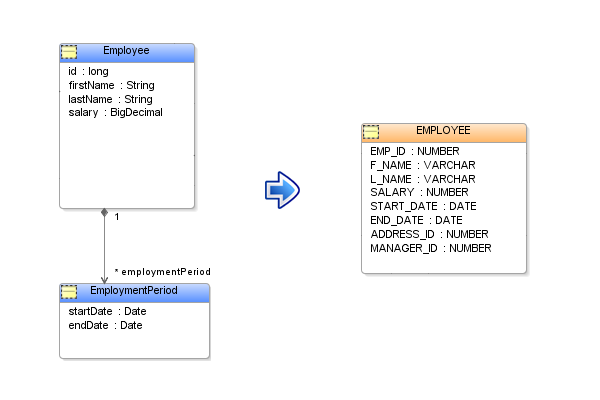 Employee
id : long
firstName : String
lastName : String
salary : BigDecimal
1
* employmentPeriod
EmploymentPeriod
startDate : Date
endDate : Date
EMPLOYEE
EMP_ID : NUMBER
F_NAME : VARCHAR
L_NAME : VARCHAR
SALARY : NUMBER
START_DATE : DATE
END_DATE : DATE
ADDRESS_ID : NUMBER
MANAGER_ID : NUMBER